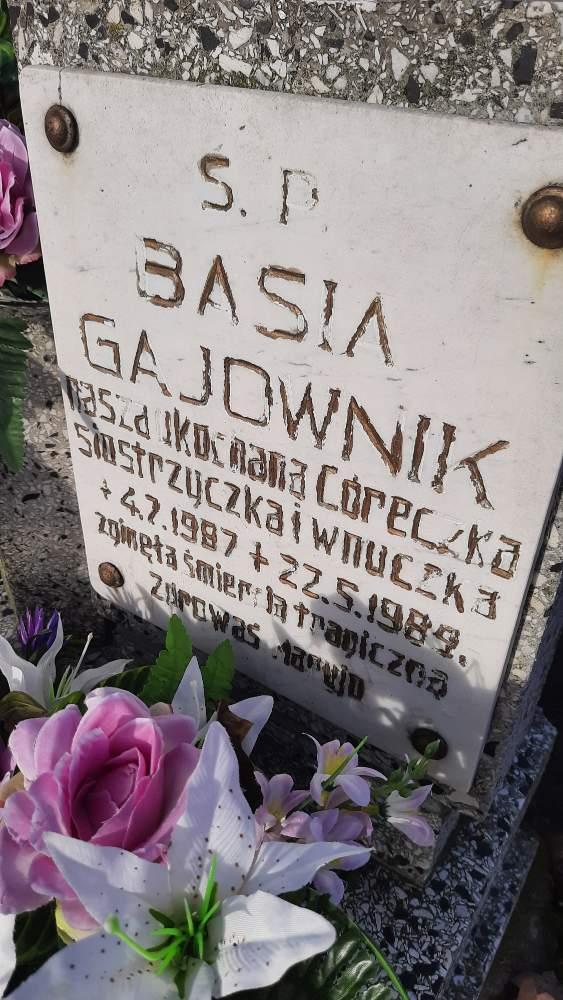 S. P
BASIA
GAJOWNIK
nasza ukochana córeczka
siostrzyczka i wnuczka
* 4.7.1987 + 22.5.1989.
zginęła śmiercią tragiczną
Zdrowaś Maryjo